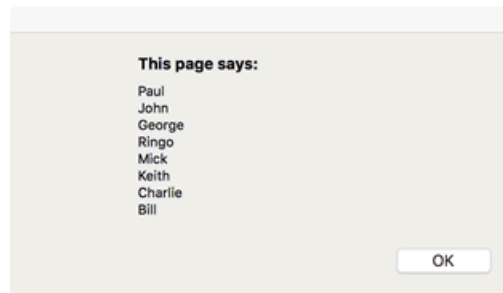 This page says:
Paul
John
George
Ringo
Mick
Keith
Charlie
Bill
OK